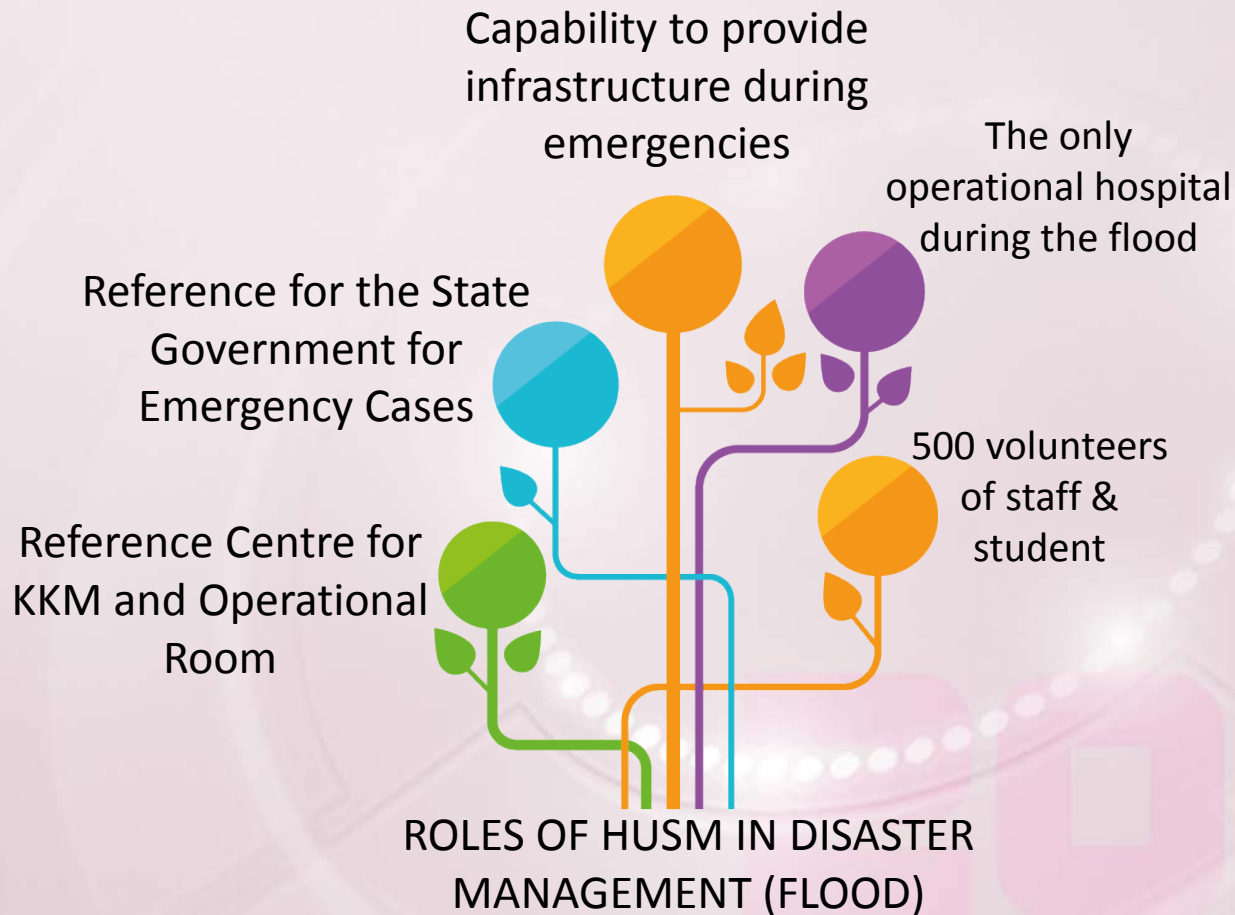 Capability to provide
infrastructure during
emergencies
The only
operational hospital
during the flood
Reference for the State
Government for
Emergency Cases
500 volunteers
of staff &
student
Reference Centre for
KKM and Operational
Room
ROLES OF HUSM IN DISASTER
MANAGEMENT (FLOOD)